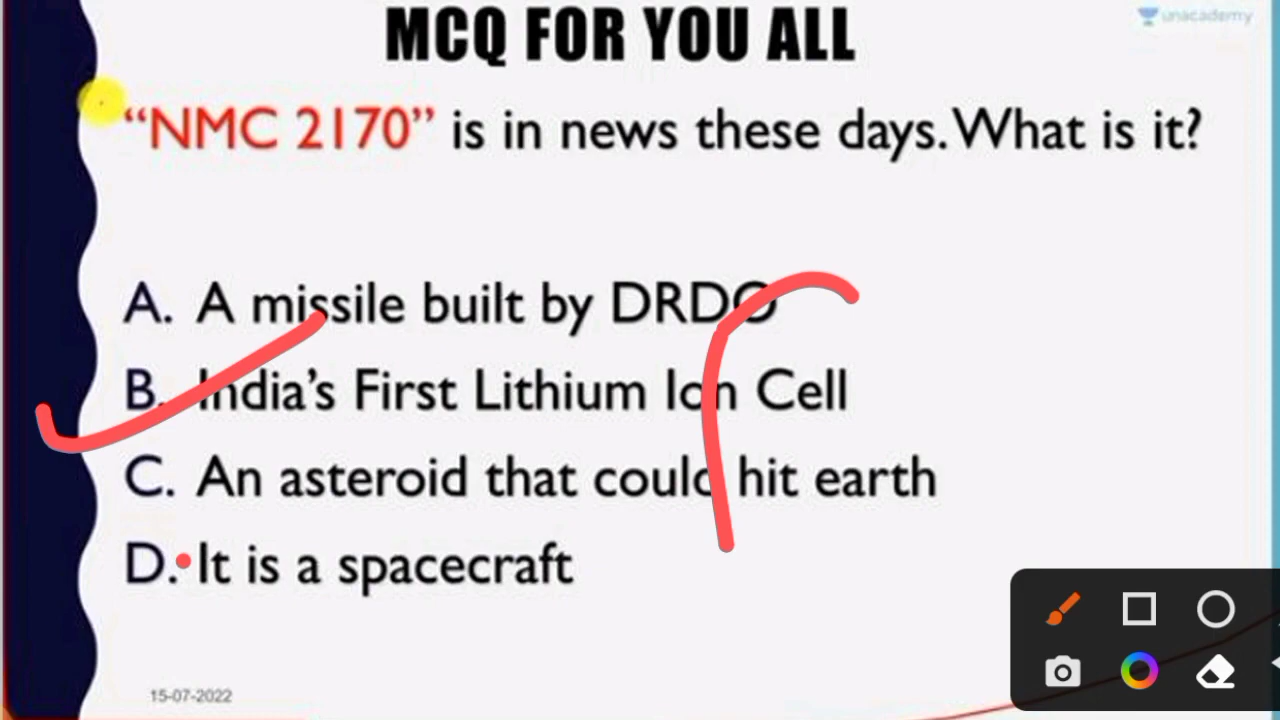 MCQ FOR YOU ALL
unacademy
“NMC 2170” is in news these days. What is it?
A. A missile built by DRDO
B. India’s First Lithium Ion Cell
C. An asteroid that could hit earth
D. It is a spacecraft
15-07-2022